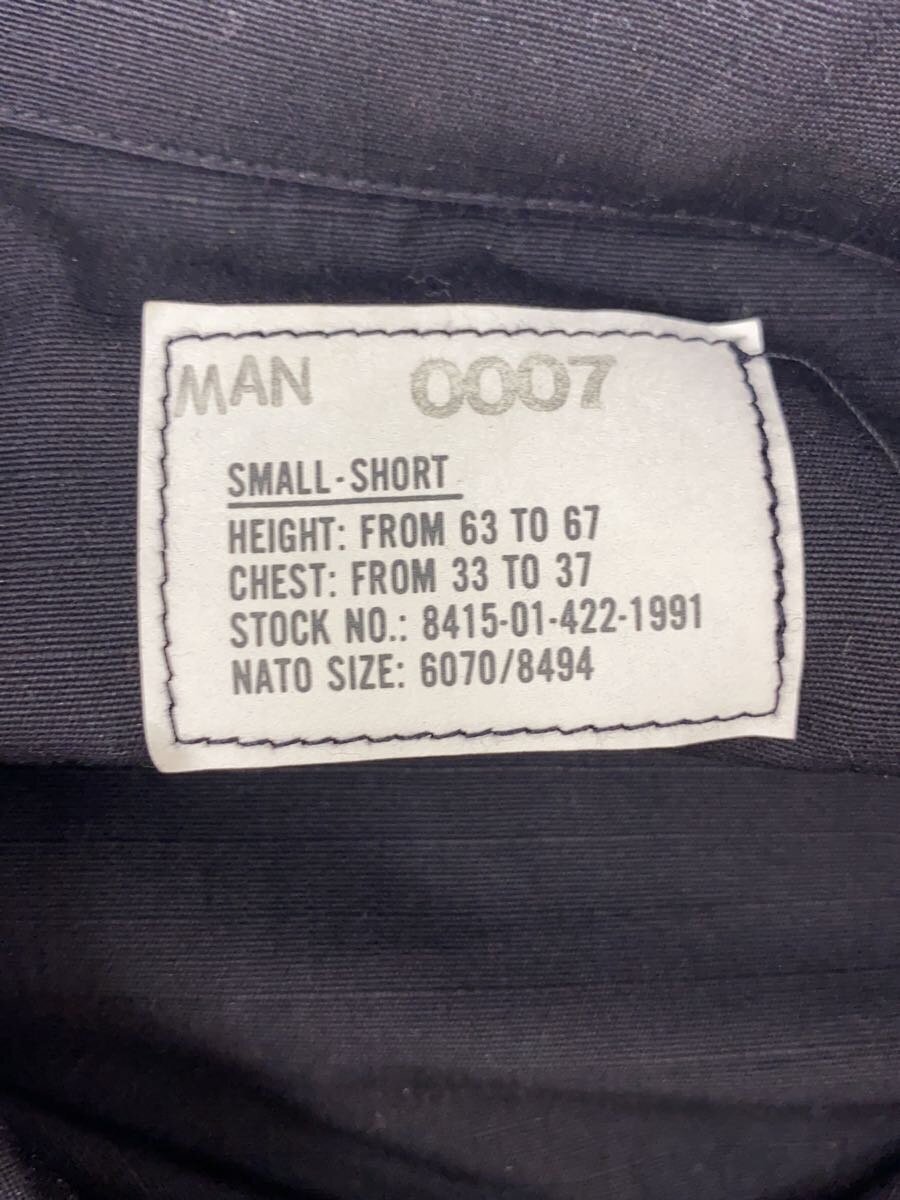 MAN 0007
SMALL-SHORT
HEIGHT: FROM 63 TO 67
CHEST: FROM 33 TO 37
STOCK NO.: 8415-01-422-1991
NATO SIZE: 6070/8494